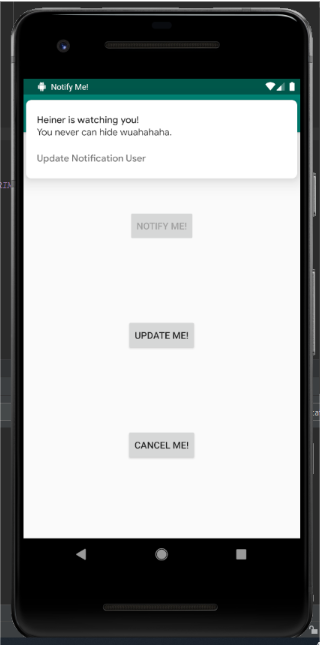 Notify Me!
Heiner is watching you!
You never can hide wuahahaha.
Update Notification User
NOTIFY ME!
UPDATE ME!
CANCEL ME!